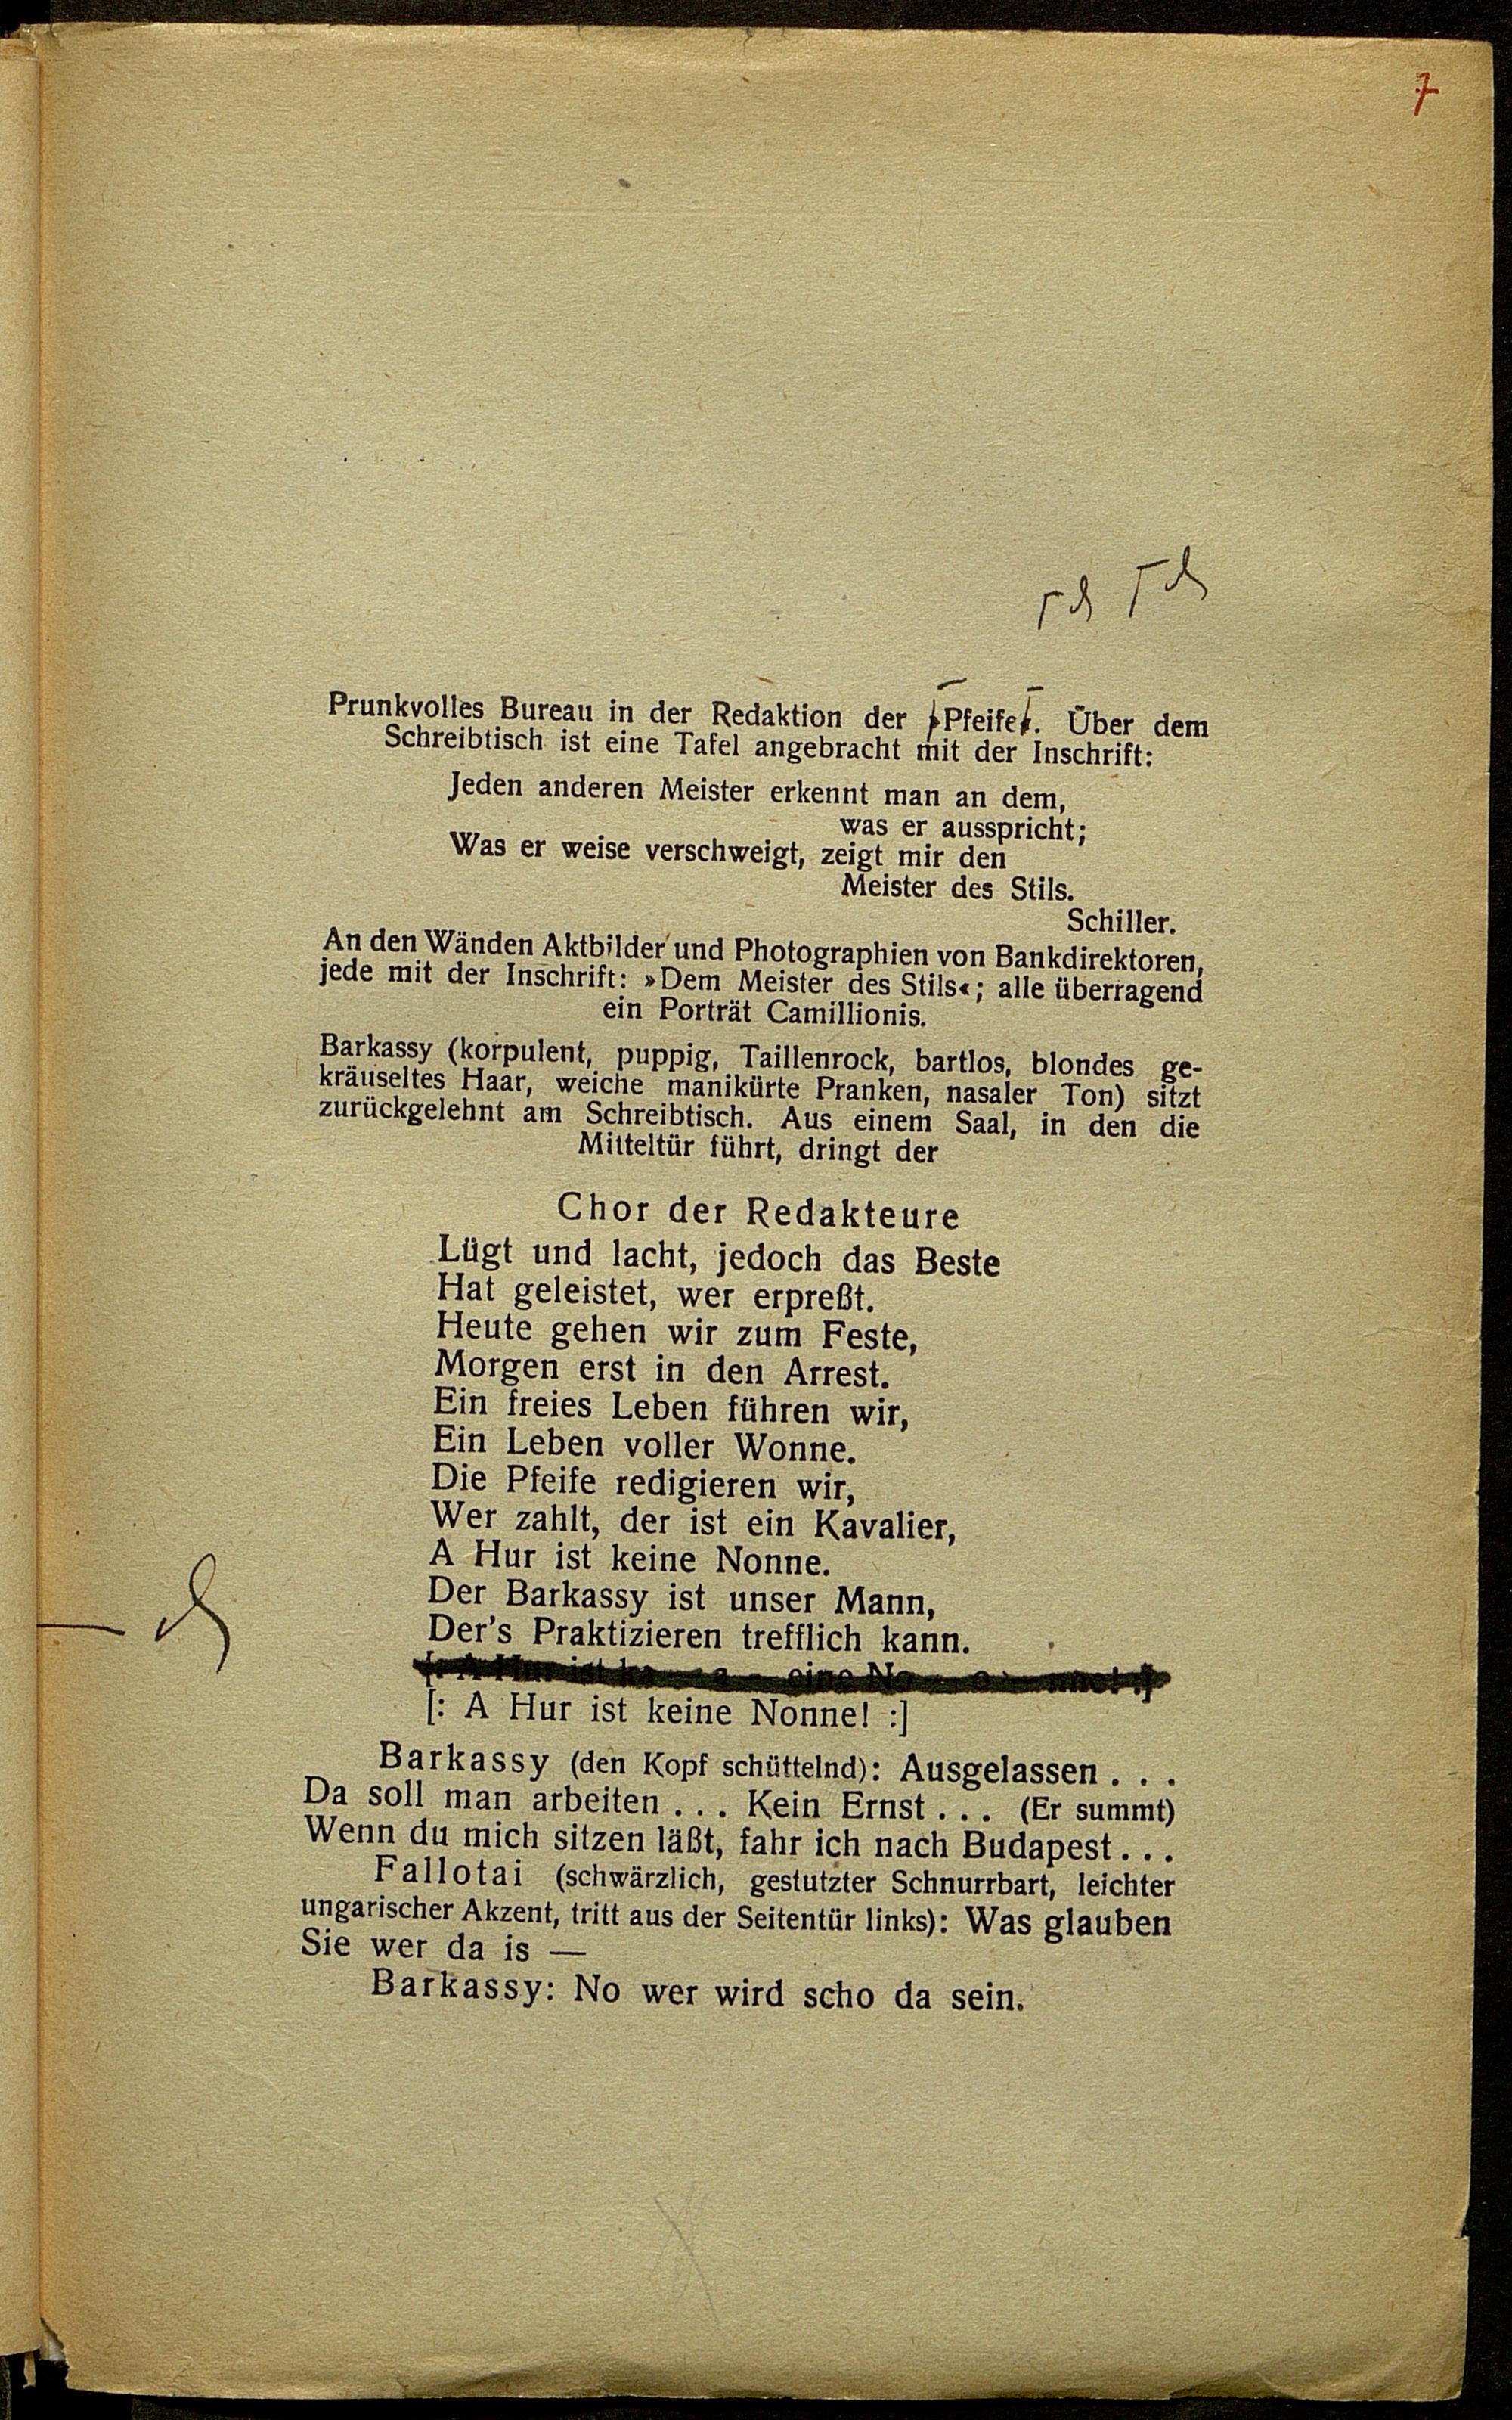 7
Prunkvolles Bureau in der Redaktion der »Pfeife«. Über dem
Schreibtisch ist eine Tafel angebracht mit der Inschrift:
Jeden anderen Meister erkennt man an dem,
was er ausspricht;
Was er weise verschweigt, zeigt mir den
Meister des Stils.
Schiller.
An den Wänden Aktbilder und Photographien von Bankdirektoren,
jede mit der Inschrift: »Dem Meister des Stils«; alle überragend
ein Porträt Camillionis.
Barkassy (korpulent, puppig, Taillenrock, bartlos, blondes ge-
kräuseltes Haar, weiche manikürte Pranken, nasaler Ton) sitzt
zurückgelehnt am Schreibtisch. Aus einem Saal, in den die
Mitteltür führt, dringt der
Chor der Redakteure
Lügt und lacht, jedoch das Beste
Hat geleistet, wer erpreßt.
Heute gehen wir zum Feste,
Morgen erst in den Arrest.
Ein freies Leben führen wir,
Ein Leben voller Wonne.
Die Pfeife redigieren wir,
Wer zahlt, der ist ein Kavalier,
A Hur ist keine Nonne.
Der Barkassy ist unser Mann,
Der's Praktizieren trefflich kann.
[: A Hur ist keine Nonne! :]
Barkassy (den Kopf schüttelnd): Ausgelassen . . .
Da soll man arbeiten . . . Kein Ernst . . . (Er summt)
Wenn du mich sitzen läßt, fahr ich nach Budapest . . .
Fallotai (schwärzlich, gestutzter Schnurrbart, leichter
ungarischer Akzent, tritt aus der Seitentür links): Was glauben
Sie wer da is —
Barkassy: No wer wird scho da sein.